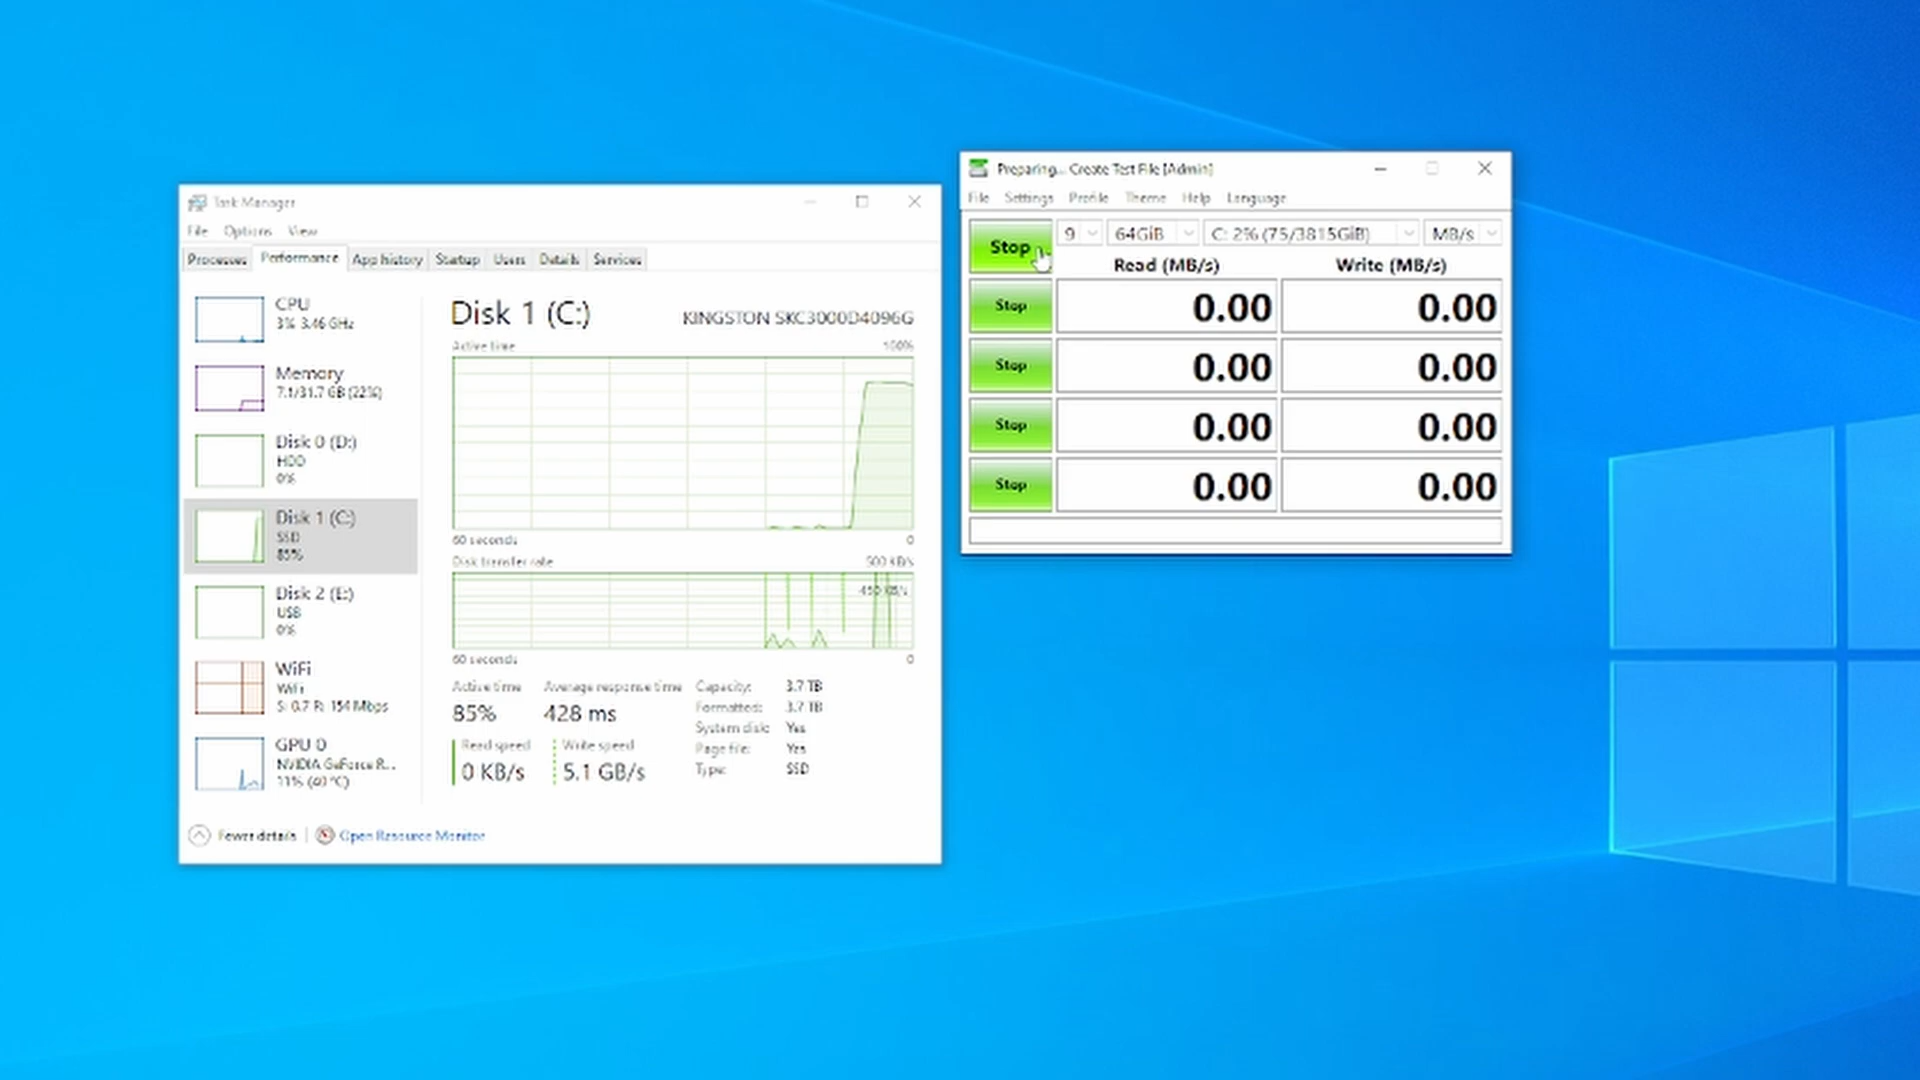 Task Manager
File Options View
Processes Performance App history Startup Users Details Services
CPU
3% 3.46 GHz
Memory
7.1/31.7 GB (22%)
Disk 0 (D:)
HDD
0%
Disk 1 (C:)
SSD
85%
Disk 2 (E:)
USB
0%
WiFi
WiFi
S: 0.7 R: 154 Mbps
GPU 0
NVIDIA GeForce R...
11% (40 °C)
Disk 1 (C:) KINGSTON SKC3000D4096G
Active time 100%
60 seconds 0
Disk transfer rate 500 KB/s
450 KB/s
60 seconds 0
Active time Average response time
85% 428 ms
Read speed Write speed
0 KB/s 5.1 GB/s
Capacity: 3.7 TB
Formatted: 3.7 TB
System disk: Yes
Page file: Yes
Type: SSD
Fewer details Open Resource Monitor
Preparing... Create Test File [Admin]
File Settings Profile Theme Help Language
Stop 9 64GiB C: 2% (75/3815GiB) MB/s
Read (MB/s) Write (MB/s)
Stop 0.00 0.00
Stop 0.00 0.00
Stop 0.00 0.00
Stop 0.00 0.00